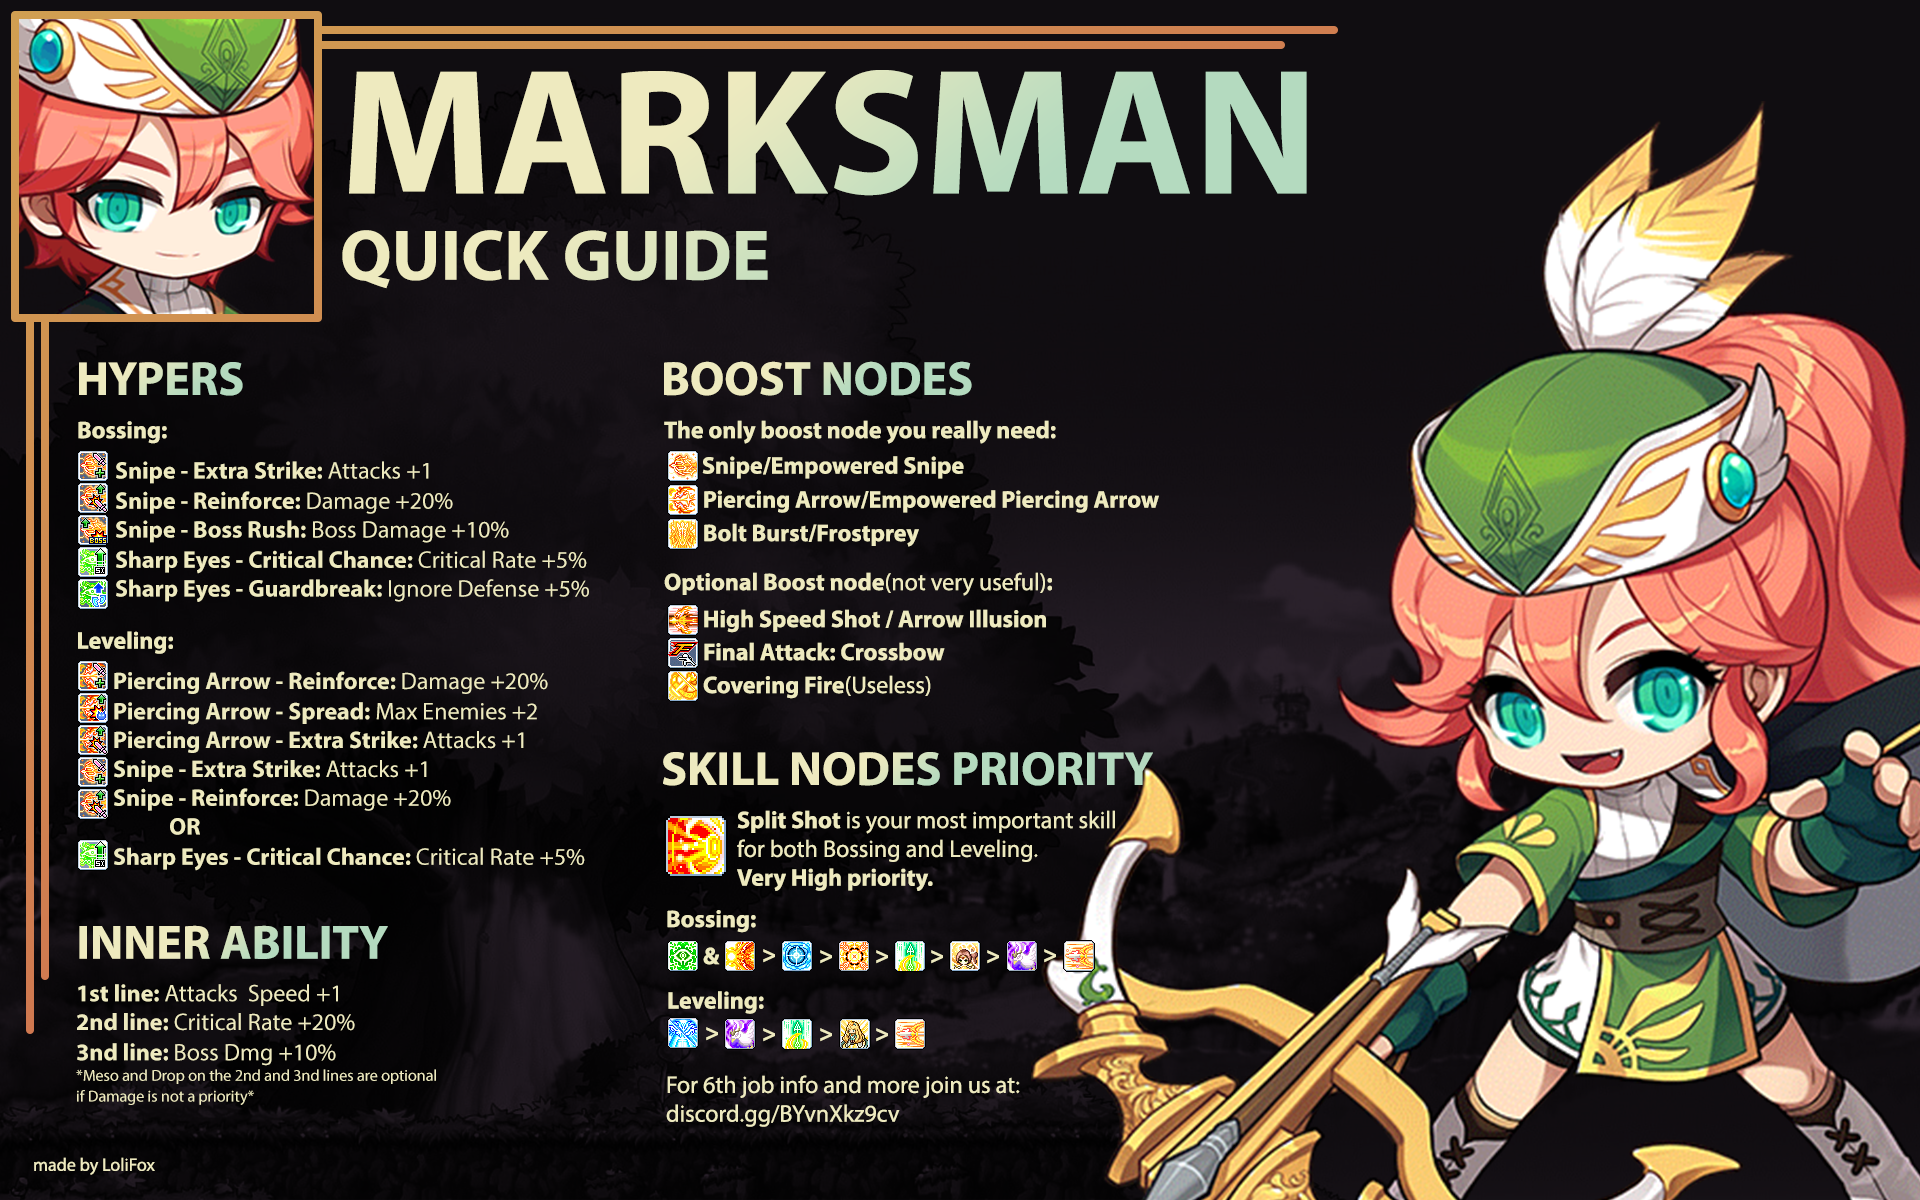 MARKSMAN
QUICK GUIDE
HYPERS
Bossing:
Snipe - Extra Strike: Attacks +1
Snipe - Reinforce: Damage +20%
Snipe - Boss Rush: Boss Damage +10%
Sharp Eyes - Critical Chance: Critical Rate +5%
Sharp Eyes - Guardbreak: Ignore Defense +5%
Leveling:
Piercing Arrow - Reinforce: Damage +20%
Piercing Arrow - Spread: Max Enemies +2
Piercing Arrow - Extra Strike: Attacks +1
Snipe - Extra Strike: Attacks +1
Snipe - Reinforce: Damage +20%
OR
Sharp Eyes - Critical Chance: Critical Rate +5%
INNER ABILITY
1st line: Attacks  Speed +1
2nd line: Critical Rate +20%
3nd line: Boss Dmg +10%
*Meso and Drop on the 2nd and 3nd lines are optional
if Damage is not a priority*
made by LoliFox
BOOST NODES
The only boost node you really need:
Snipe/Empowered Snipe
Piercing Arrow/Empowered Piercing Arrow
Bolt Burst/Frostprey
Optional Boost node(not very useful):
High Speed Shot / Arrow Illusion
Final Attack: Crossbow
Covering Fire(Useless)
SKILL NODES PRIORITY
Split Shot is your most important skill
for both Bossing and Leveling.
Very High priority.
Bossing:
& > > > > > >
Leveling:
> > > >
For 6th job info and more join us at:
discord.gg/BYvnXkz9cv